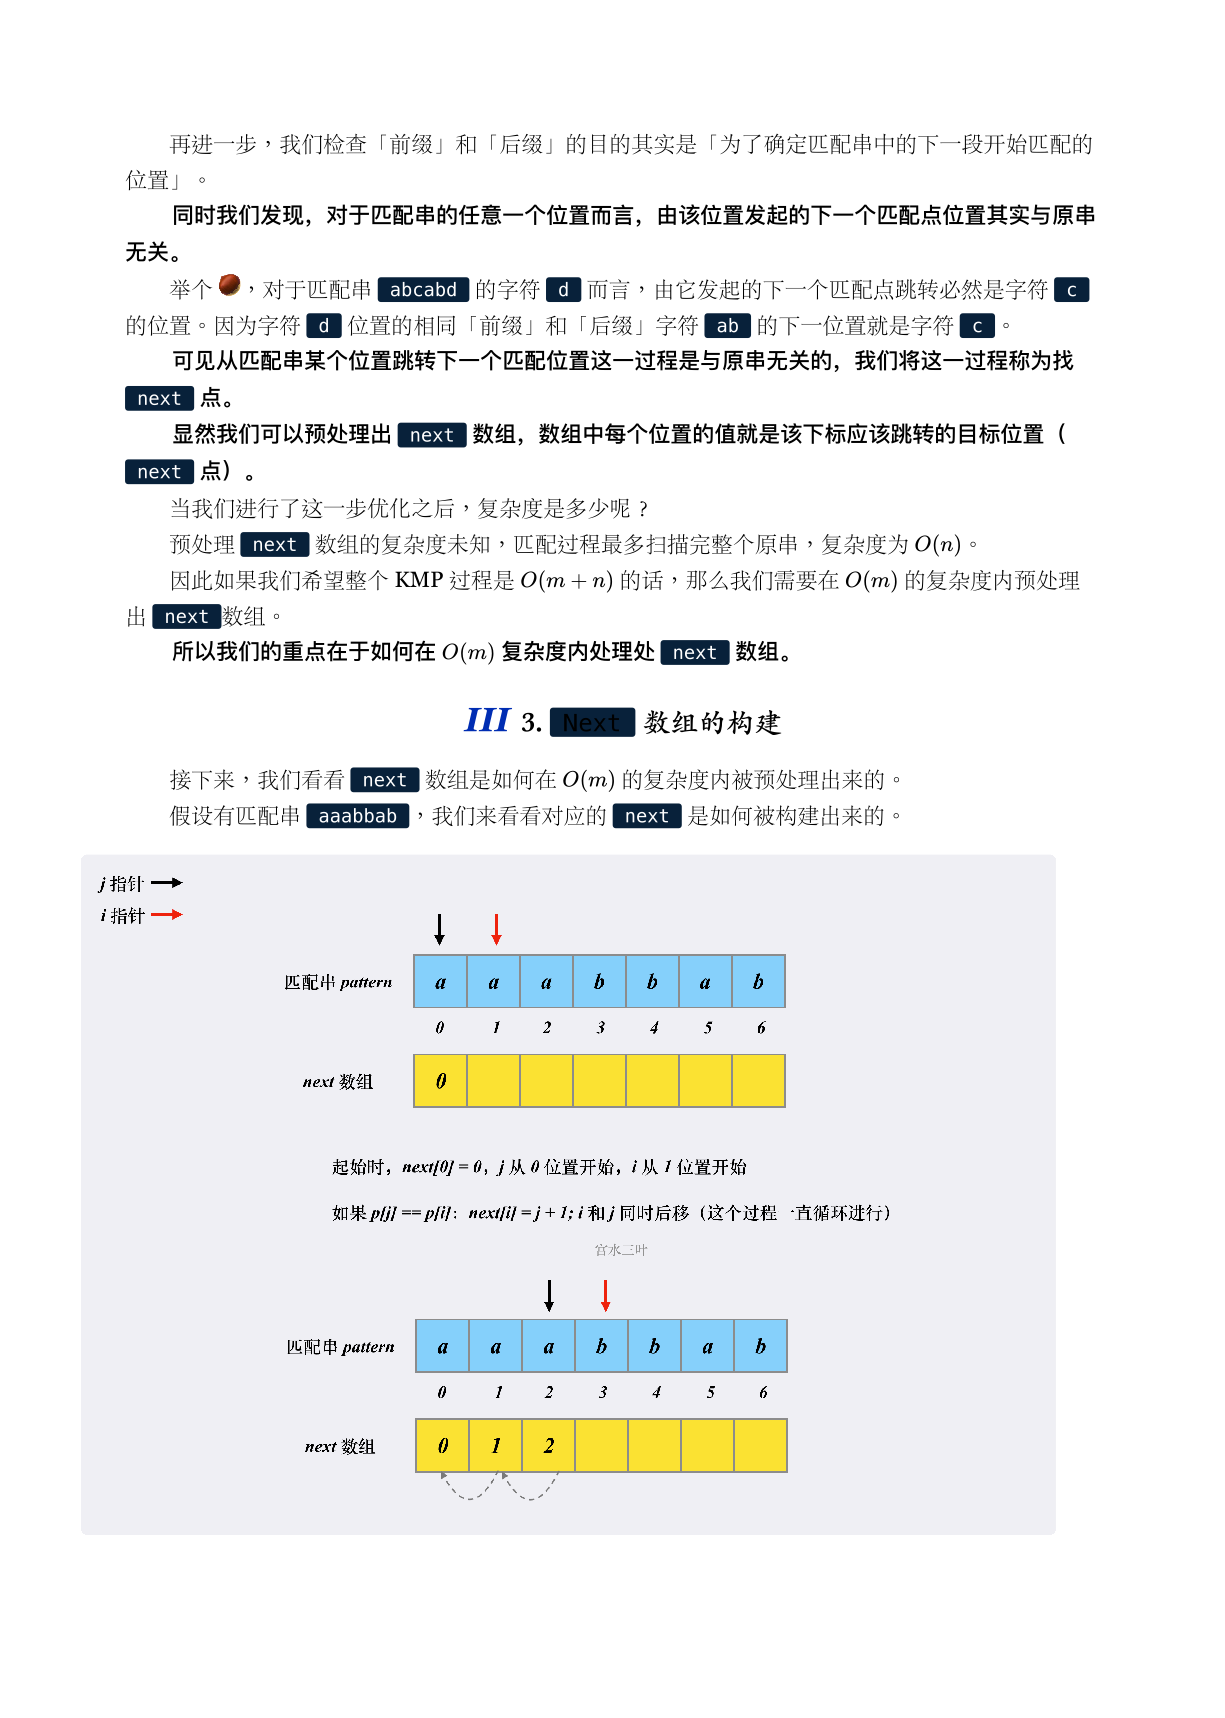 再进一步，我们检查「前缀」和「后缀」的目的其实是「为了确定匹配串中的下一段开始匹配的
位置」。
同时我们发现，对于匹配串的任意一个位置而言，由该位置发起的下一个匹配点位置其实与原串
无关。
举个 🌰，对于匹配串 abcabd 的字符 d 而言，由它发起的下一个匹配点跳转必然是字符 c
的位置。因为字符 d 位置的相同「前缀」和「后缀」字符 ab 的下一位置就是字符 c 。
可见从匹配串某个位置跳转下一个匹配位置这一过程是与原串无关的，我们将这一过程称为找
next 点。
显然我们可以预处理出 next 数组，数组中每个位置的值就是该下标应该跳转的目标位置（
next 点）。
当我们进行了这一步优化之后，复杂度是多少呢？
预处理 next 数组的复杂度未知，匹配过程最多扫描完整个原串，复杂度为 O(n)。
因此如果我们希望整个 KMP 过程是 O(m + n) 的话，那么我们需要在 O(m) 的复杂度内预处理
出 next 数组。
所以我们的重点在于如何在 O(m) 复杂度内处理处 next 数组。
III 3. Next 数组的构建
接下来，我们看看 next 数组是如何在 O(m) 的复杂度内被预处理出来的。
假设有匹配串 aaabbab ，我们来看看对应的 next 是如何被构建出来的。
j 指针
i 指针
匹配串 pattern a a a b b a b
0 1 2 3 4 5 6
next 数组 0
起始时，next[0] = 0，j 从 0 位置开始，i 从 1 位置开始
如果 p[j] == p[i]：next[i] = j + 1; i 和 j 同时后移（这个过程一直循环进行）
宫水三叶
匹配串 pattern a a a b b a b
0 1 2 3 4 5 6
next 数组 0 1 2